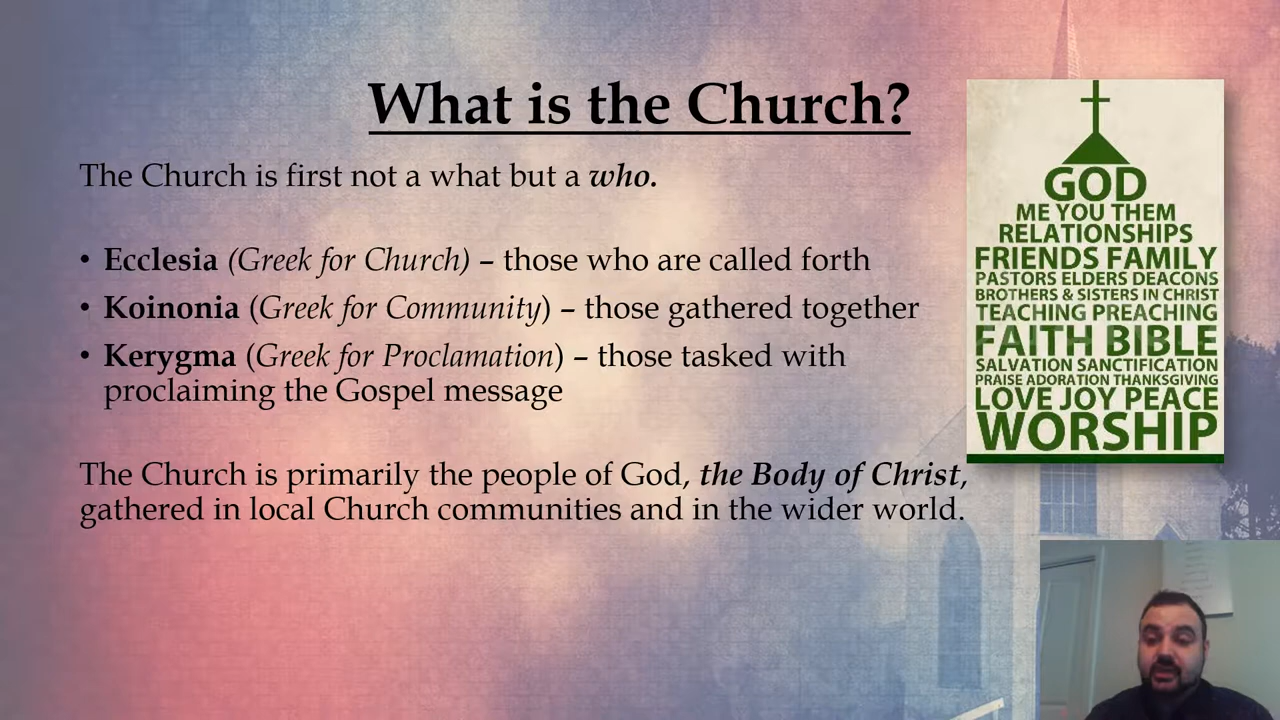 What is the Church?
The Church is first not a what but a who.
• Ecclesia (Greek for Church) – those who are called forth
• Koinonia (Greek for Community) – those gathered together
• Kerygma (Greek for Proclamation) – those tasked with
proclaiming the Gospel message
The Church is primarily the people of God, the Body of Christ,
gathered in local Church communities and in the wider world.
GOD
ME YOU THEM
RELATIONSHIPS
FRIENDS FAMILY
PASTORS ELDERS DEACONS
BROTHERS & SISTERS IN CHRIST
TEACHING PREACHING
FAITH BIBLE
SALVATION SANCTIFICATION
PRAISE ADORATION THANKSGIVING
LOVE JOY PEACE
WORSHIP